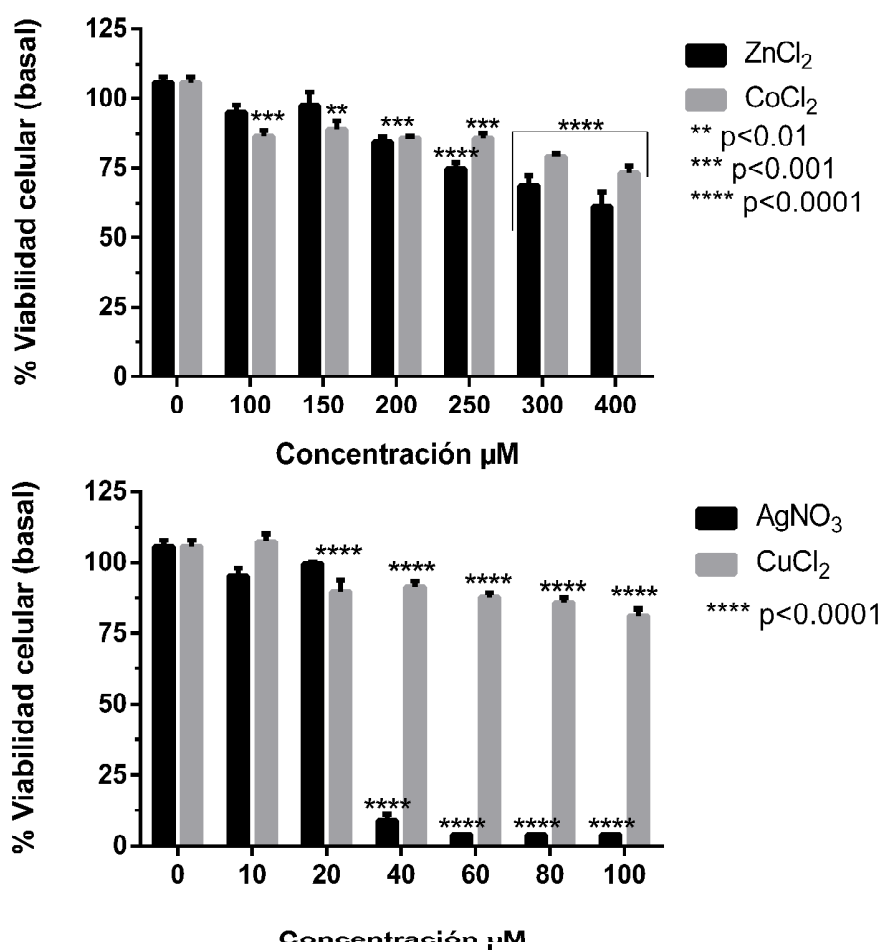 % Viabilidad celular (basal)
125
100
75
50
25
0
*** ** *** **** *** ****
0 100 150 200 250 300 400
Concentración µM
ZnCl2
CoCl2
** p<0.01
*** p<0.001
**** p<0.0001
% Viabilidad celular (basal)
125
100
75
50
25
0
**** **** **** **** ****
**** **** **** ****
0 10 20 40 60 80 100
Concentración µM
AgNO3
CuCl2
**** p<0.0001